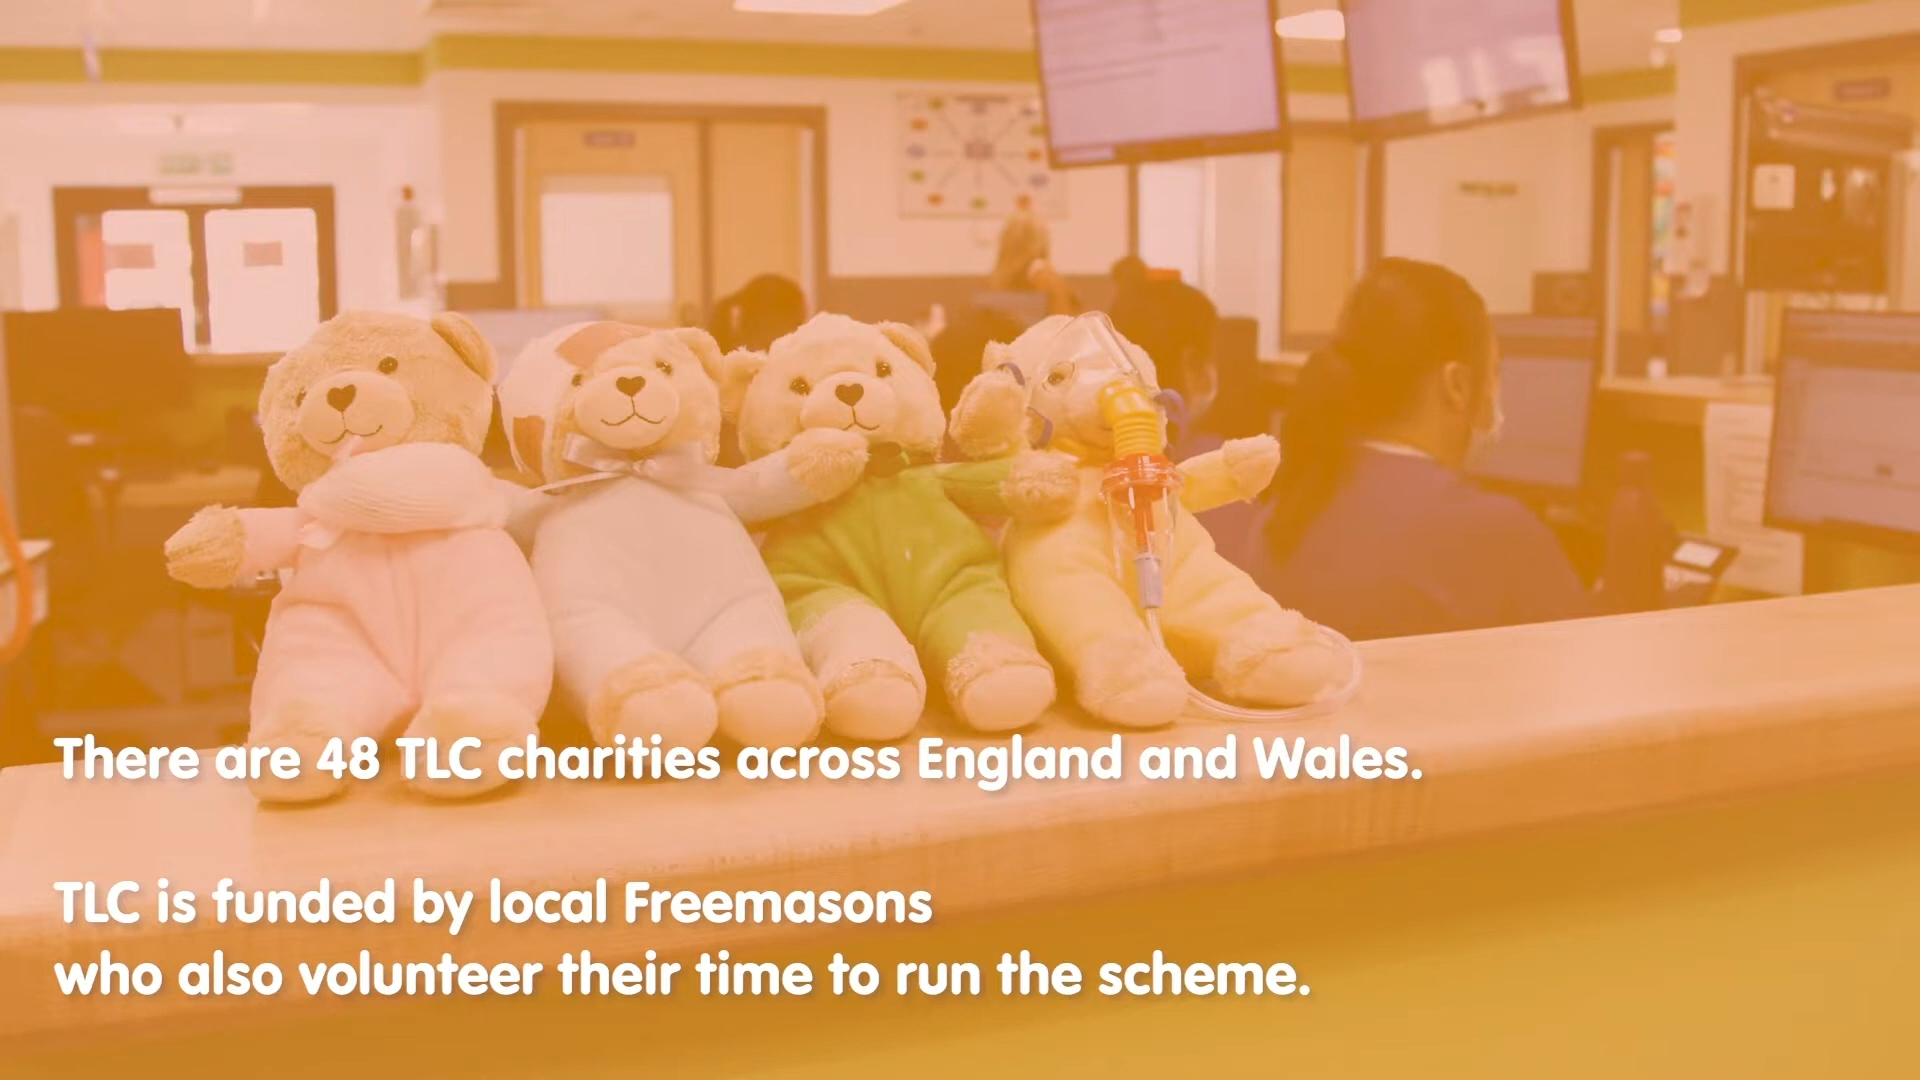 There are 48 TLC charities across England and Wales.
TLC is funded by local Freemasons
who also volunteer their time to run the scheme.